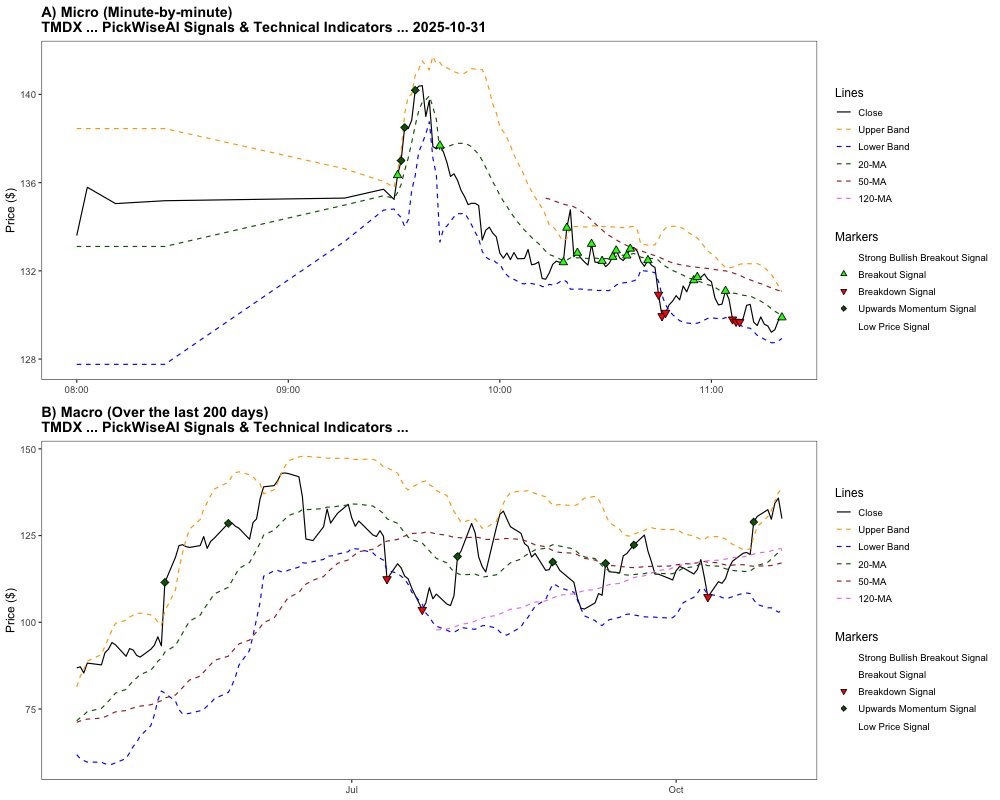 A) Micro (Minute-by-minute)
TMDX ... PickWiseAI Signals & Technical Indicators ... 2025-10-31
Price ($)
140
136
132
128
08:00
09:00
10:00
11:00
Lines
Close
Upper Band
Lower Band
20-MA
50-MA
120-MA
Markers
Strong Bullish Breakout Signal
Breakout Signal
Breakdown Signal
Upwards Momentum Signal
Low Price Signal
B) Macro (Over the last 200 days)
TMDX ... PickWiseAI Signals & Technical Indicators ...
Price ($)
150
125
100
75
Jul
Oct
Lines
Close
Upper Band
Lower Band
20-MA
50-MA
120-MA
Markers
Strong Bullish Breakout Signal
Breakout Signal
Breakdown Signal
Upwards Momentum Signal
Low Price Signal